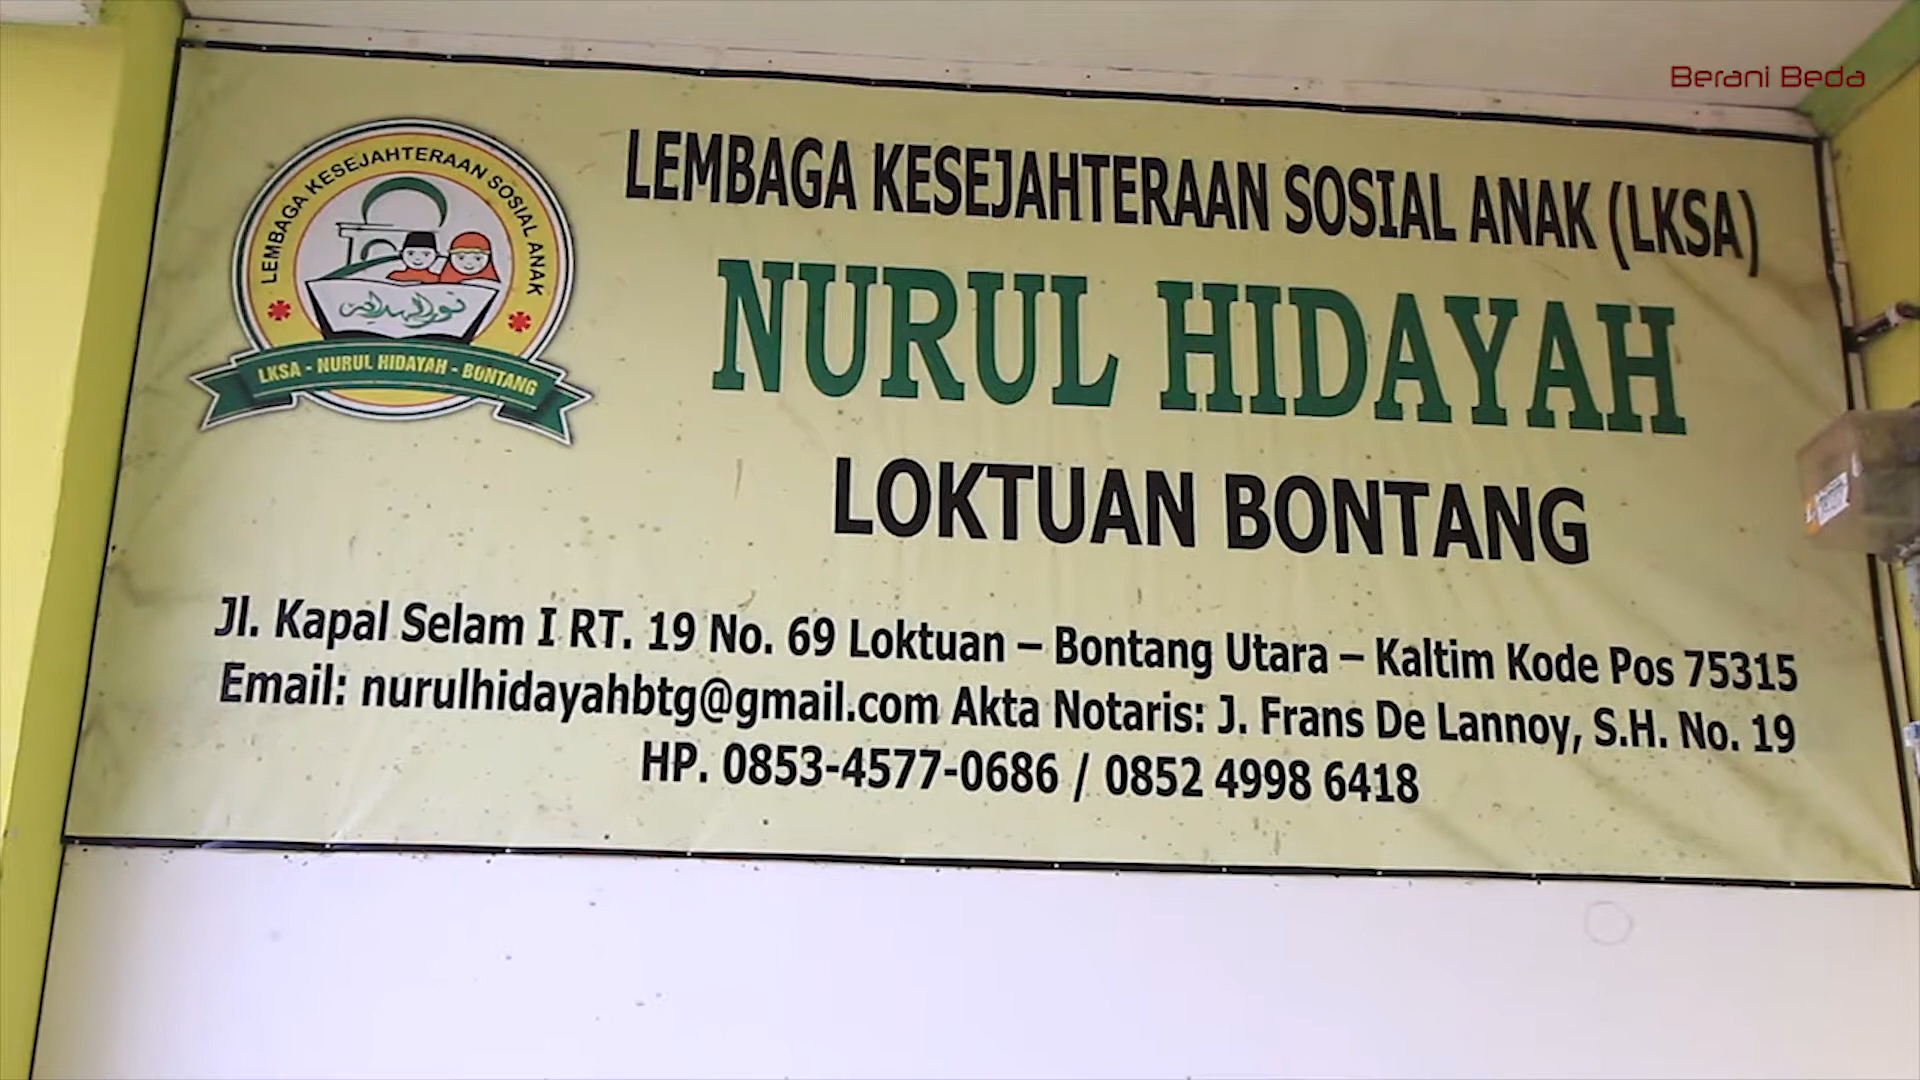 Berani Beda
LEMBAGA KESEJAHTERAAN SOSIAL ANAK
نور الهداية
LKSA - NURUL HIDAYAH - BONTANG
LEMBAGA KESEJAHTERAAN SOSIAL ANAK (LKSA)
NURUL HIDAYAH
LOKTUAN BONTANG
Jl. Kapal Selam I RT. 19 No. 69 Loktuan – Bontang Utara – Kaltim Kode Pos 75315
Email: nurulhidayahbtg@gmail.com Akta Notaris: J. Frans De Lannoy, S.H. No. 19
HP. 0853-4577-0686 / 0852 4998 6418